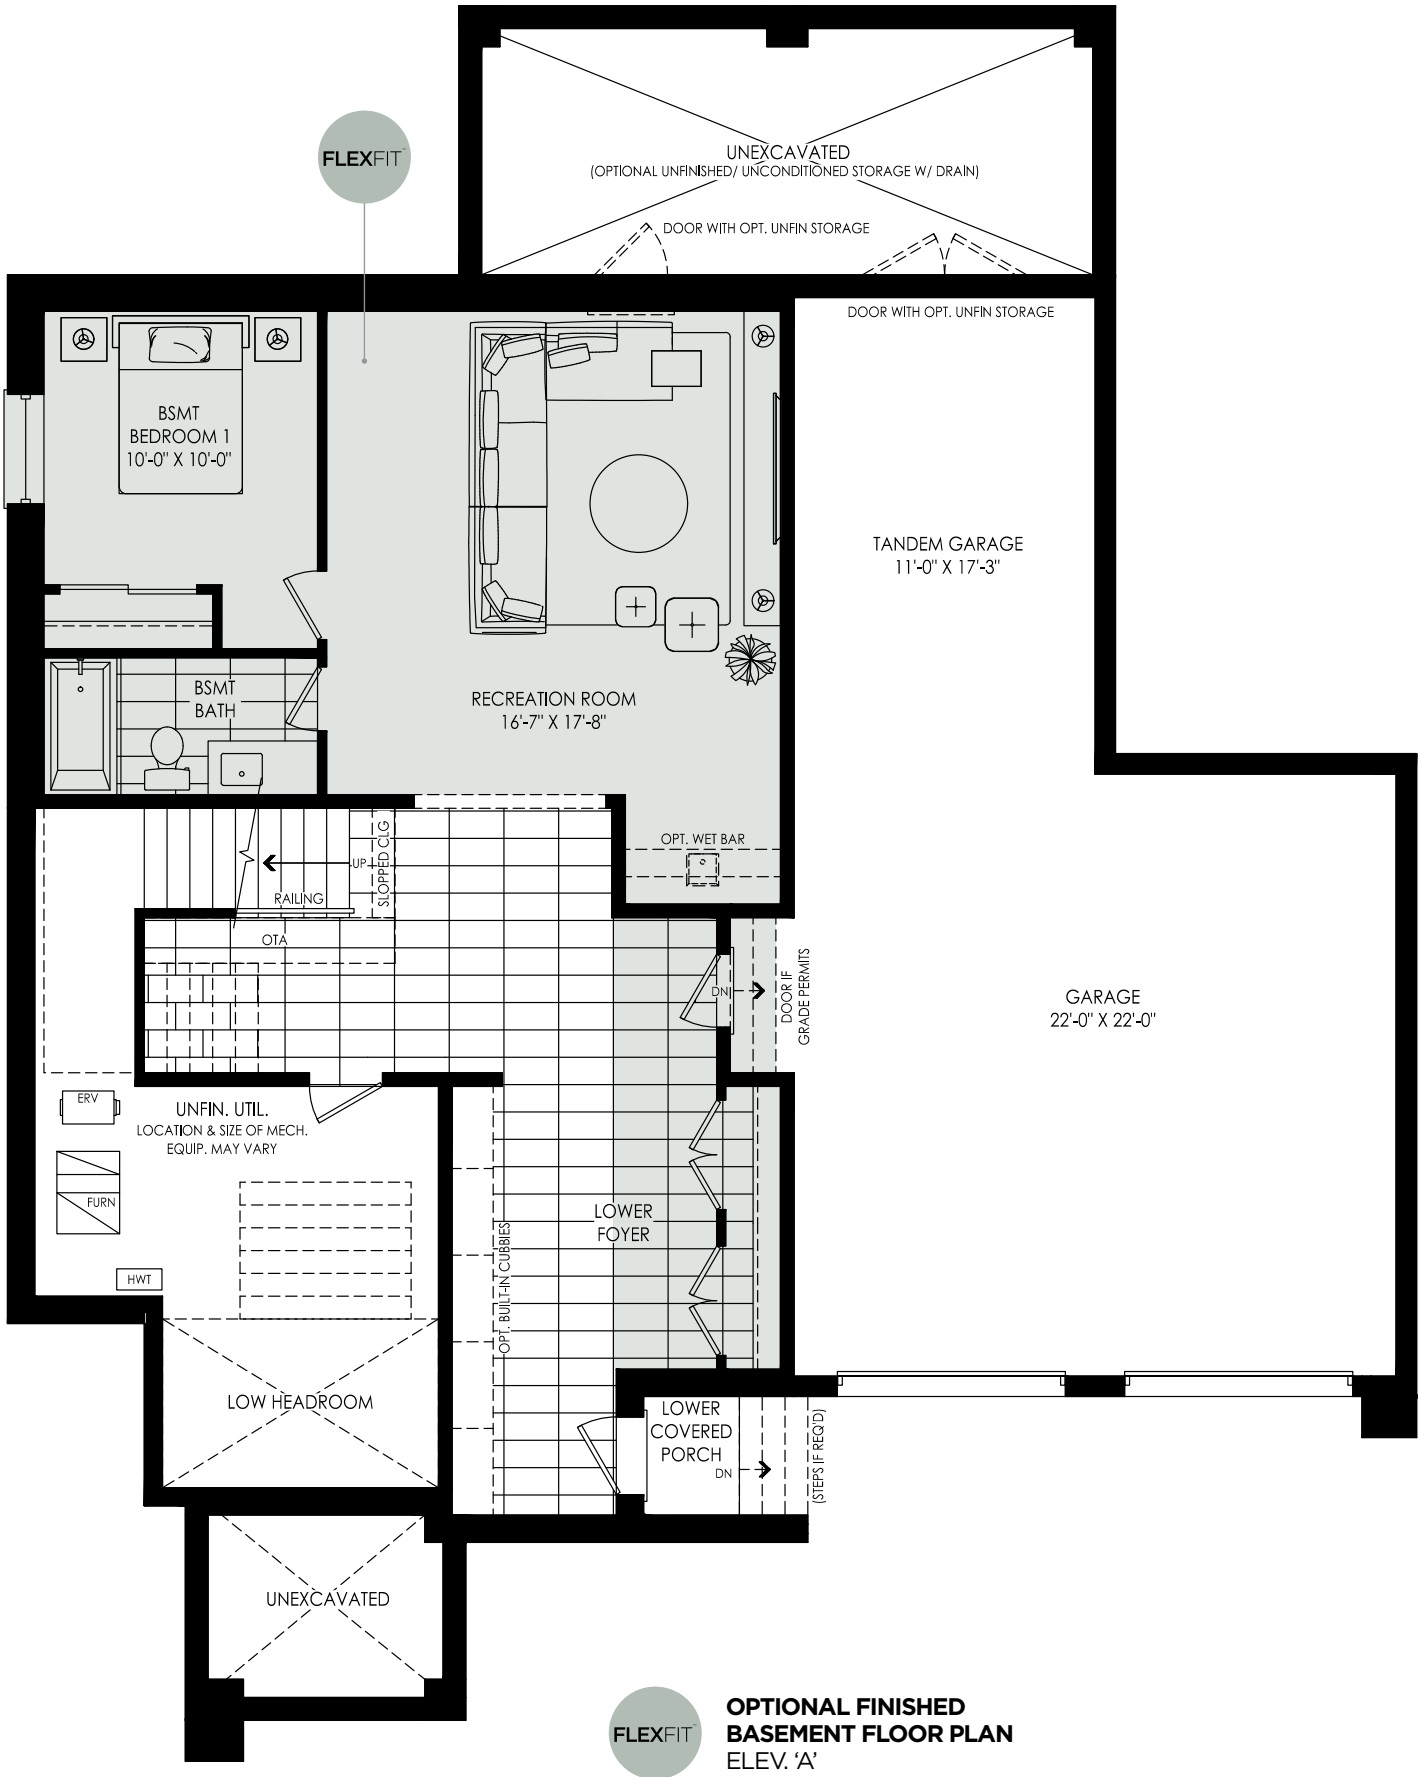 UNEXCAVATED
(OPTIONAL UNFINISHED/ UNCONDITIONED STORAGE W/ DRAIN)
FLEXFIT™
DOOR WITH OPT. UNFIN STORAGE
DOOR WITH OPT. UNFIN STORAGE
BSMT
BEDROOM 1
10'-0" X 10'-0"
TANDEM GARAGE
11'-0" X 17'-3"
BSMT
BATH
RECREATION ROOM
16'-7" X 17'-8"
OPT. WET BAR
UP
SLOPPED CLG
RAILING
OTA
DN
DOOR IF
GRADE PERMITS
GARAGE
22'-0" X 22'-0"
ERV
UNFIN. UTIL.
LOCATION & SIZE OF MECH.
EQUIP. MAY VARY
FURN
LOWER
FOYER
OPT. BUILT-IN CUBBIES
HWT
LOW HEADROOM
LOWER
COVERED
PORCH
DN
(STEPS IF REQ'D)
UNEXCAVATED
FLEXFIT™
OPTIONAL FINISHED
BASEMENT FLOOR PLAN
ELEV. ‘A’